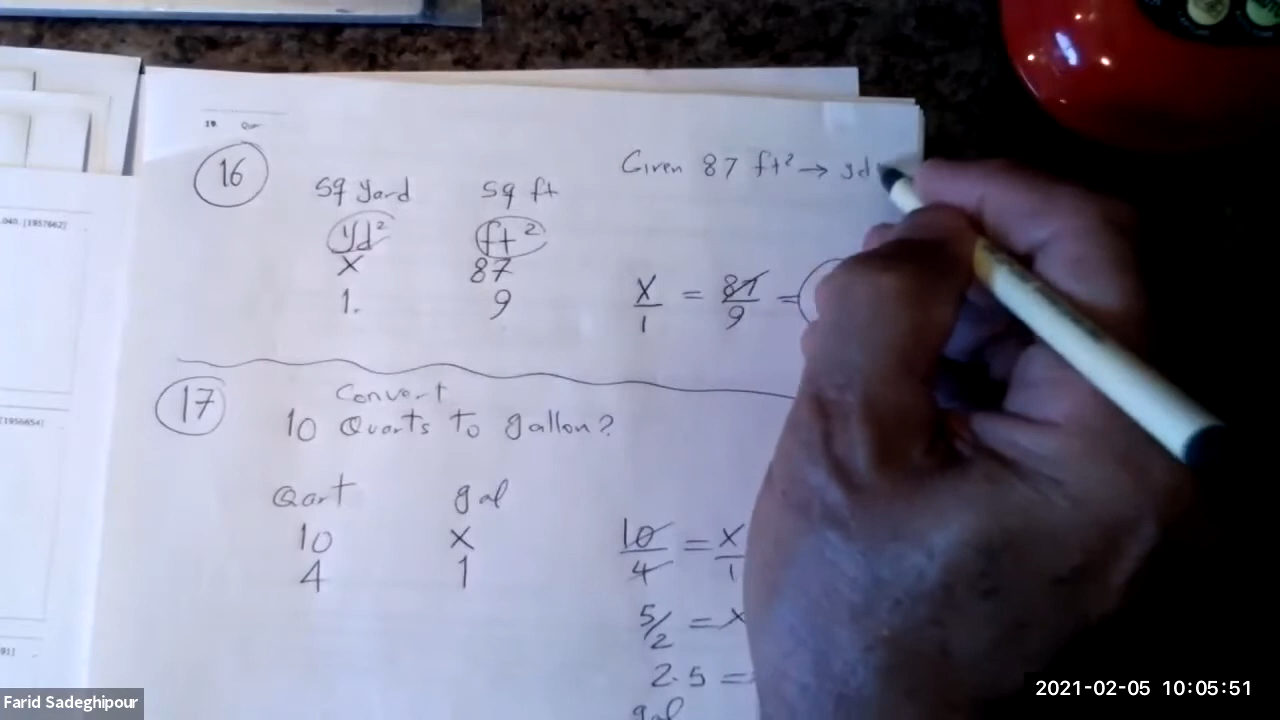 16
Given 87 ft² → yd
Sq yard Sq ft
yd² ft²
X 87
1. 9
X/1 = 87/9 =
17
Convert
10 Quarts to gallon?
Qart gal
10 X
4 1
10/4 = X/1
5/2 = X
2.5 =
gal
Farid Sadeghipour
2021-02-05 10:05:51